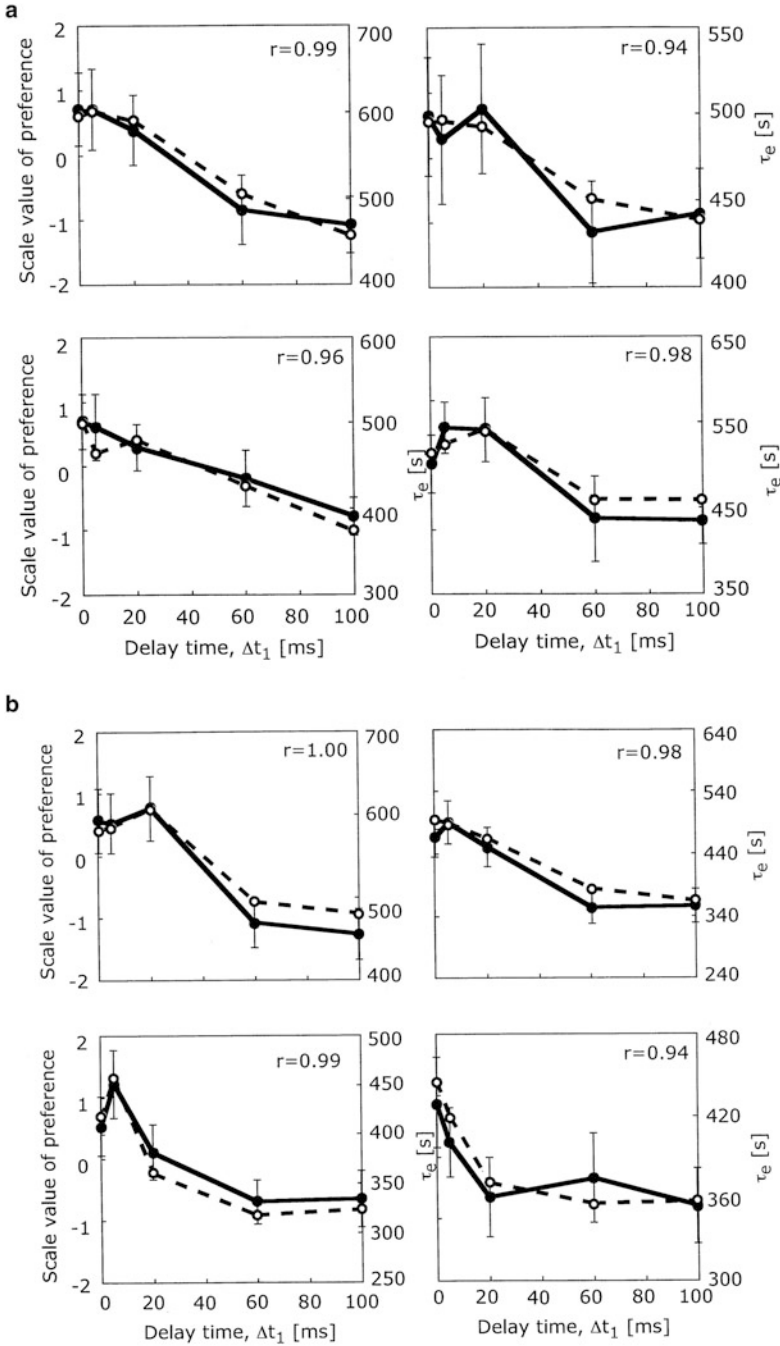 a
2
1
0
-1
-2
Scale value of preference
r=0.99
700
600
500
400
r=0.94
550
500
450
400
τe [s]
2
1
0
-1
-2
Scale value of preference
r=0.96
600
500
400
300
τe [s]
0 20 40 60 80 100
Delay time, Δt1 [ms]
r=0.98
650
550
450
350
τe [s]
0 20 40 60 80 100
Delay time, Δt1 [ms]
b
2
1
0
-1
-2
Scale value of preference
r=1.00
700
600
500
400
r=0.98
640
540
440
340
240
τe [s]
2
1
0
-1
-2
Scale value of preference
r=0.99
500
450
400
350
300
250
τe [s]
0 20 40 60 80 100
Delay time, Δt1 [ms]
r=0.94
480
420
360
300
τe [s]
0 20 40 60 80 100
Delay time, Δt1 [ms]